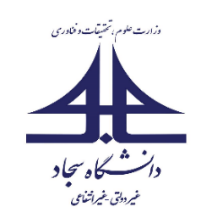 وزارت علوم، تحقیقات و فناوری
دانشگاه سجاد
غیردولتی-غیرانتفاعی